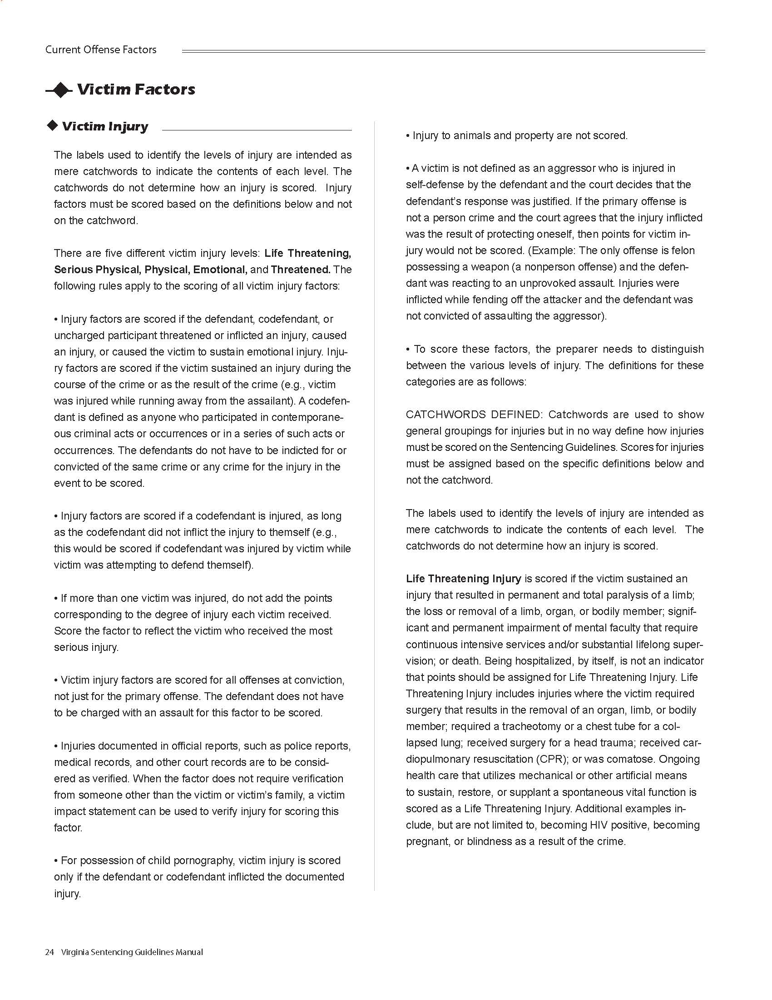 Current Offense Factors
Victim Factors
Victim Injury
The labels used to identify the levels of injury are intended as
mere catchwords to indicate the contents of each level. The
catchwords do not determine how an injury is scored.  Injury
factors must be scored based on the definitions below and not
on the catchword.
There are five different victim injury levels: Life Threatening,
Serious Physical, Physical, Emotional, and Threatened. The
following rules apply to the scoring of all victim injury factors:
• Injury factors are scored if the defendant, codefendant, or
uncharged participant threatened or inflicted an injury, caused
an injury, or caused the victim to sustain emotional injury. Inju-
ry factors are scored if the victim sustained an injury during the
course of the crime or as the result of the crime (e.g., victim
was injured while running away from the assailant). A codefen-
dant is defined as anyone who participated in contemporane-
ous criminal acts or occurrences or in a series of such acts or
occurrences. The defendants do not have to be indicted for or
convicted of the same crime or any crime for the injury in the
event to be scored.
• Injury factors are scored if a codefendant is injured, as long
as the codefendant did not inflict the injury to themself (e.g.,
this would be scored if codefendant was injured by victim while
victim was attempting to defend themself).
• If more than one victim was injured, do not add the points
corresponding to the degree of injury each victim received.
Score the factor to reflect the victim who received the most
serious injury.
• Victim injury factors are scored for all offenses at conviction,
not just for the primary offense. The defendant does not have
to be charged with an assault for this factor to be scored.
• Injuries documented in official reports, such as police reports,
medical records, and other court records are to be consid-
ered as verified. When the factor does not require verification
from someone other than the victim or victim's family, a victim
impact statement can be used to verify injury for scoring this
factor.
• For possession of child pornography, victim injury is scored
only if the defendant or codefendant inflicted the documented
injury.
• Injury to animals and property are not scored.
• A victim is not defined as an aggressor who is injured in
self-defense by the defendant and the court decides that the
defendant's response was justified. If the primary offense is
not a person crime and the court agrees that the injury inflicted
was the result of protecting oneself, then points for victim in-
jury would not be scored. (Example: The only offense is felon
possessing a weapon (a nonperson offense) and the defen-
dant was reacting to an unprovoked assault. Injuries were
inflicted while fending off the attacker and the defendant was
not convicted of assaulting the aggressor).
• To score these factors, the preparer needs to distinguish
between the various levels of injury. The definitions for these
categories are as follows:
CATCHWORDS DEFINED: Catchwords are used to show
general groupings for injuries but in no way define how injuries
must be scored on the Sentencing Guidelines. Scores for injuries
must be assigned based on the specific definitions below and
not the catchword.
The labels used to identify the levels of injury are intended as
mere catchwords to indicate the contents of each level.  The
catchwords do not determine how an injury is scored.
Life Threatening Injury is scored if the victim sustained an
injury that resulted in permanent and total paralysis of a limb;
the loss or removal of a limb, organ, or bodily member; signif-
icant and permanent impairment of mental faculty that require
continuous intensive services and/or substantial lifelong super-
vision; or death. Being hospitalized, by itself, is not an indicator
that points should be assigned for Life Threatening Injury. Life
Threatening Injury includes injuries where the victim required
surgery that results in the removal of an organ, limb, or bodily
member; required a tracheotomy or a chest tube for a col-
lapsed lung; received surgery for a head trauma; received car-
diopulmonary resuscitation (CPR); or was comatose. Ongoing
health care that utilizes mechanical or other artificial means
to sustain, restore, or supplant a spontaneous vital function is
scored as a Life Threatening Injury. Additional examples in-
clude, but are not limited to, becoming HIV positive, becoming
pregnant, or blindness as a result of the crime.
24   Virginia Sentencing Guidelines Manual